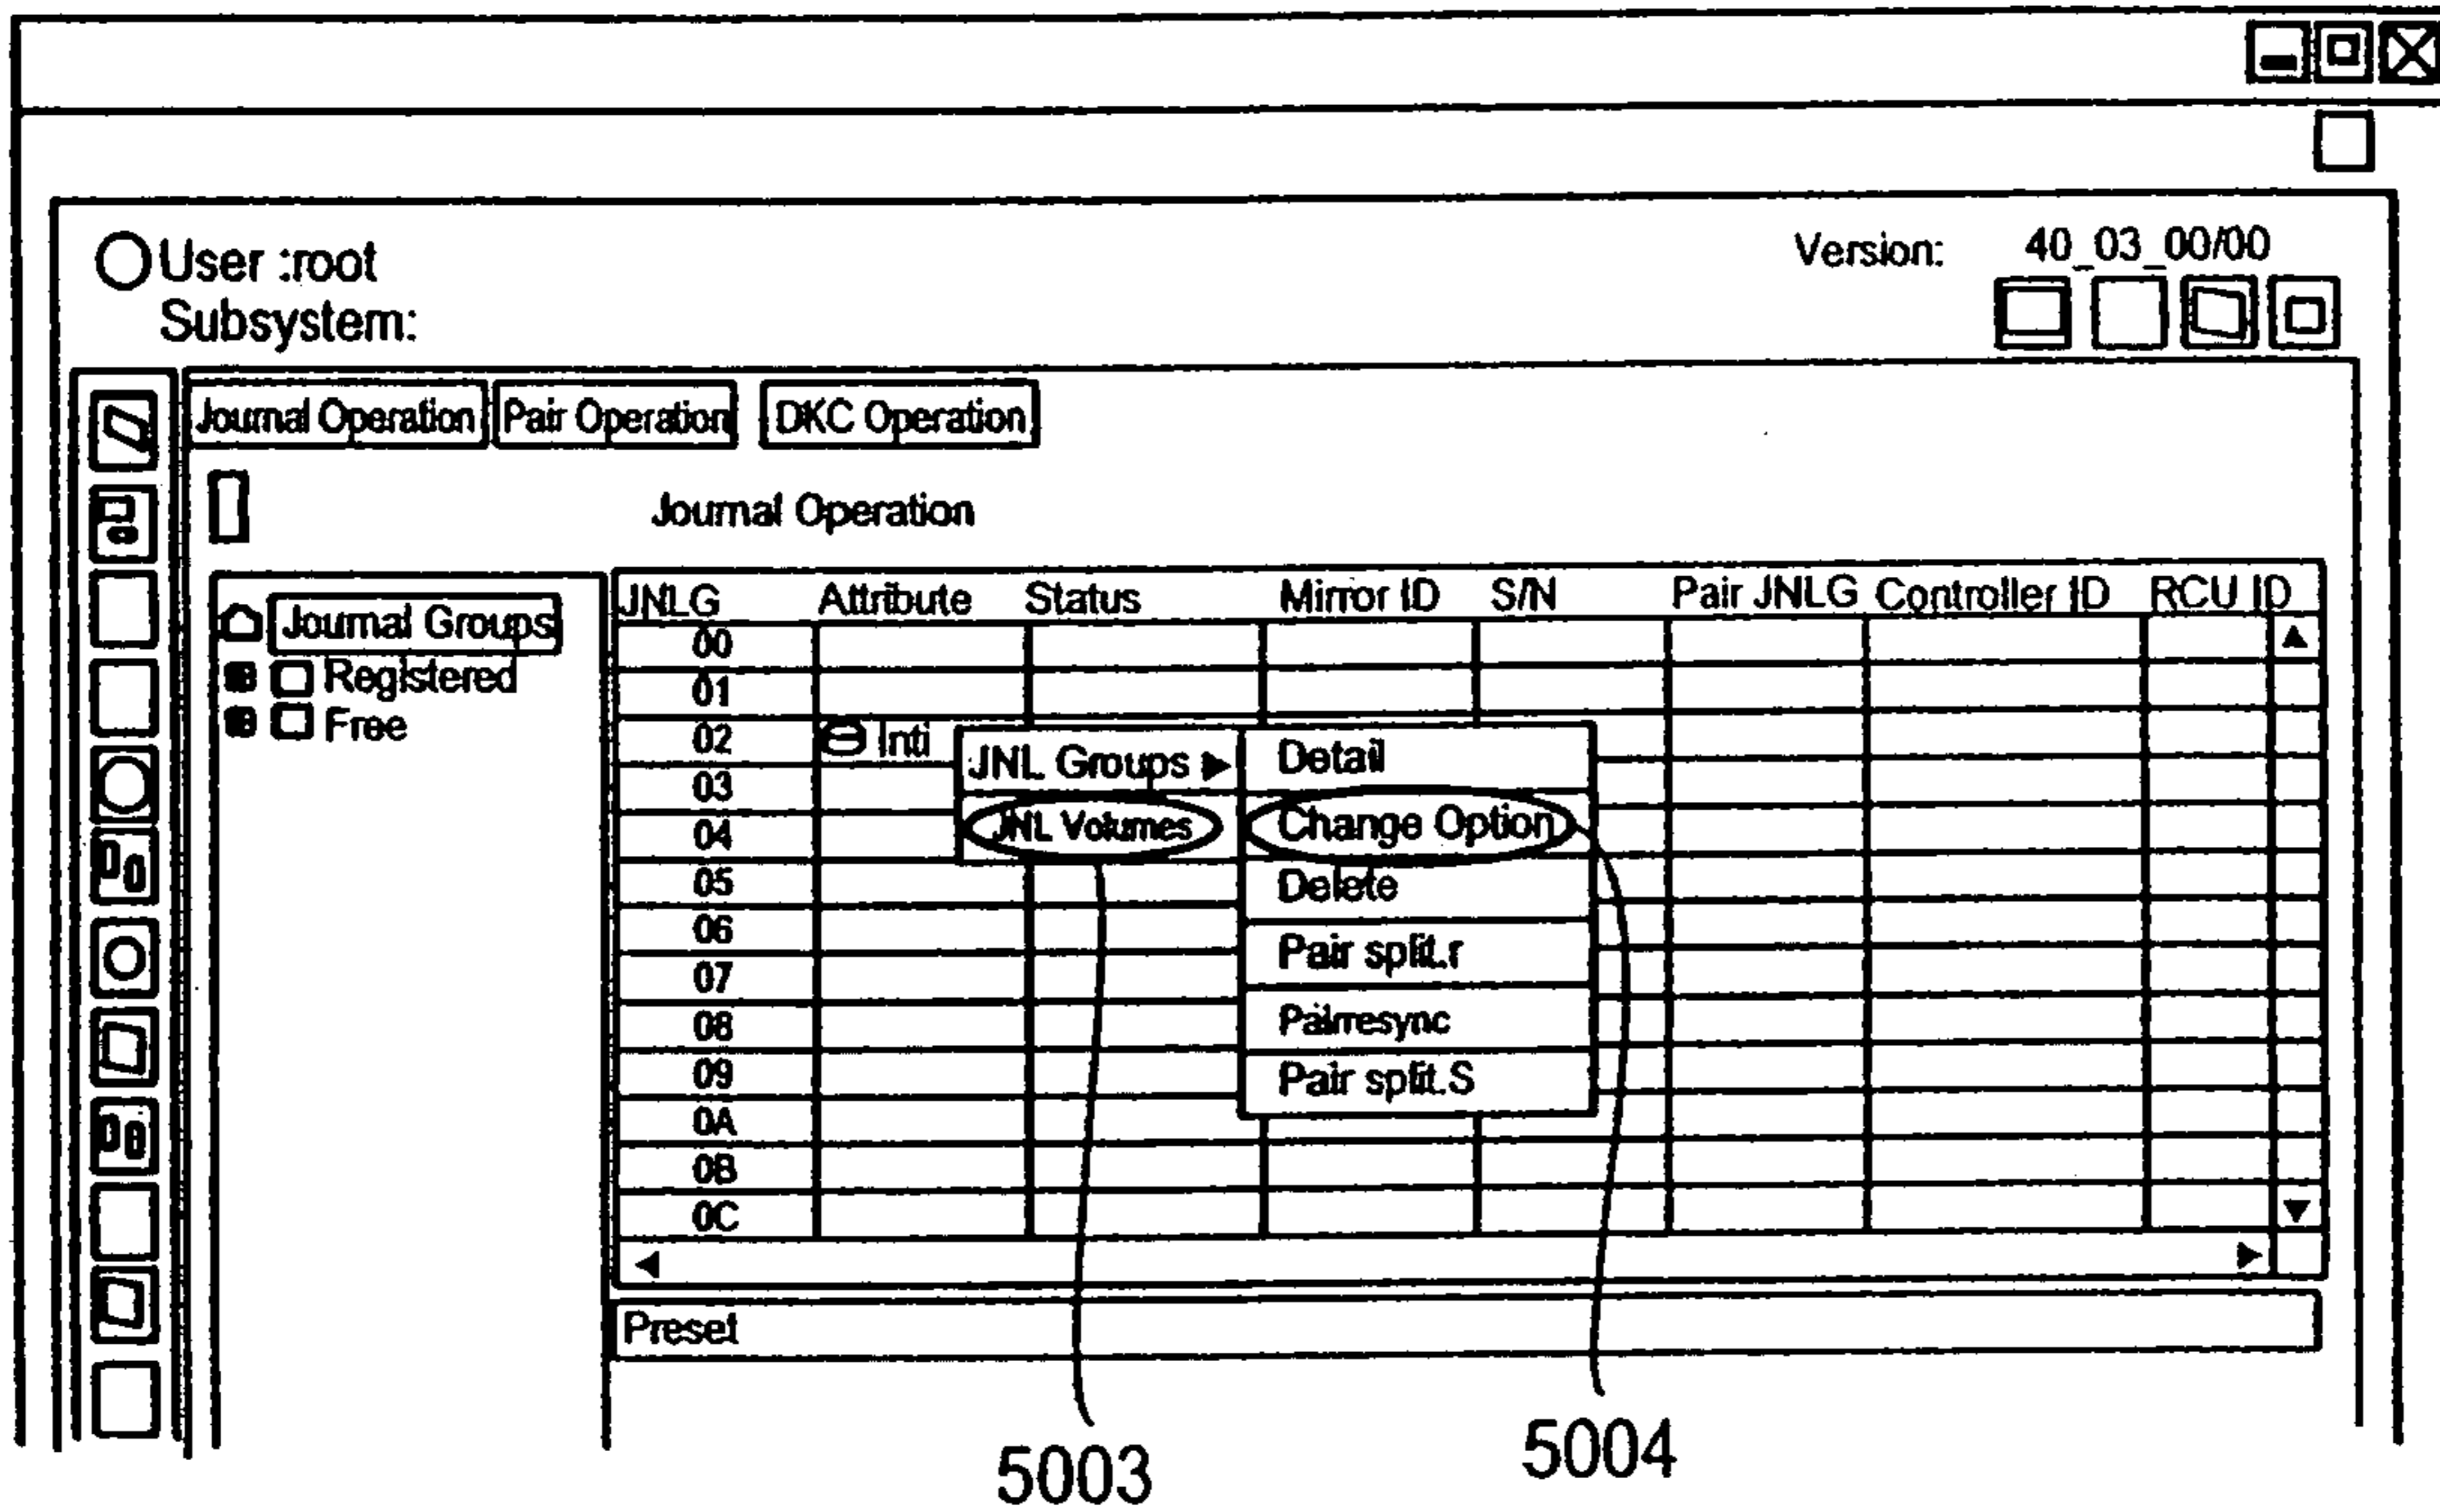 User :root
Version: 40_03_00/00
Subsystem:
Journal Operation Pair Operation DKC Operation
Journal Operation
Journal Groups
Registered
Free
JNLG Attribute Status Mirror ID S/N Pair JNLG Controller ID RCU ID
00
01
02 Inti
03
04
05
06
07
08
09
0A
0B
0C
JNL Groups
JNL Volumes
Detail
Change Option
Delete
Pair split.r
Pairresync
Pair split.S
Preset
5003
5004